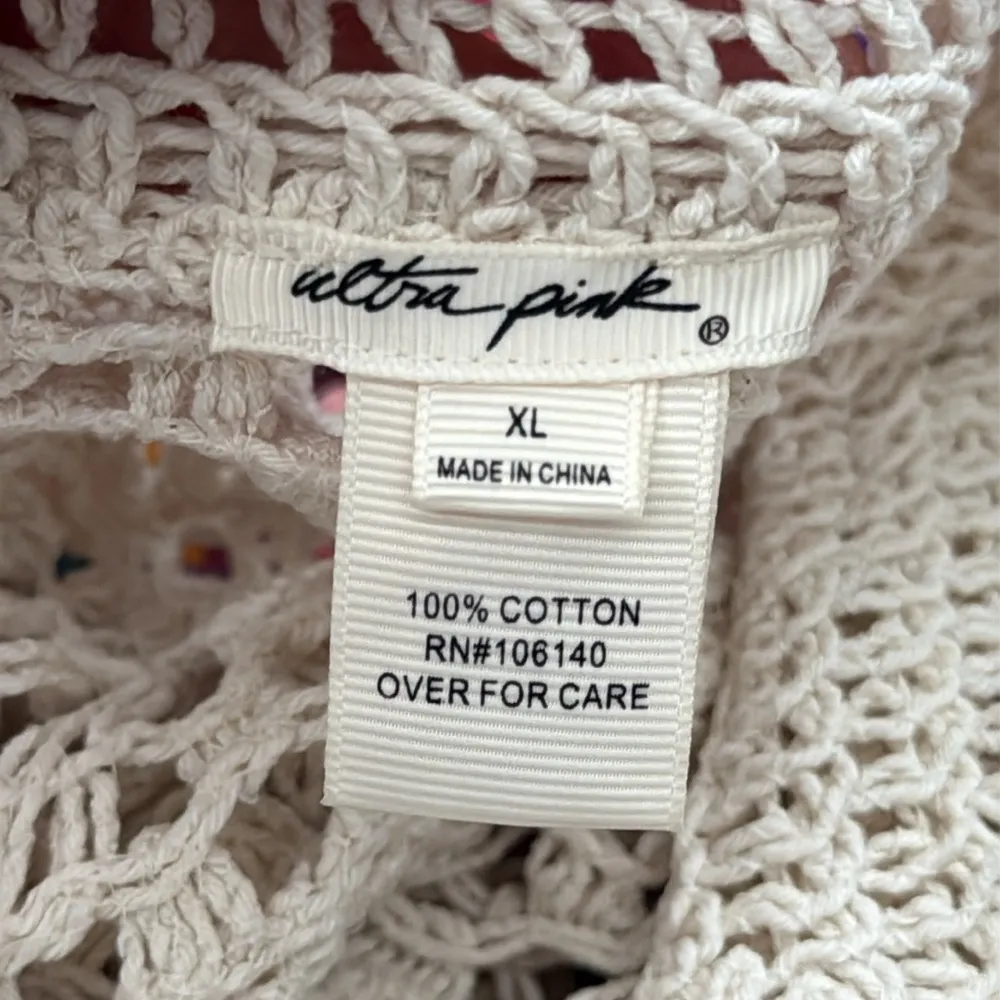 ultra pink ®
XL
MADE IN CHINA
100% COTTON
RN#106140
OVER FOR CARE